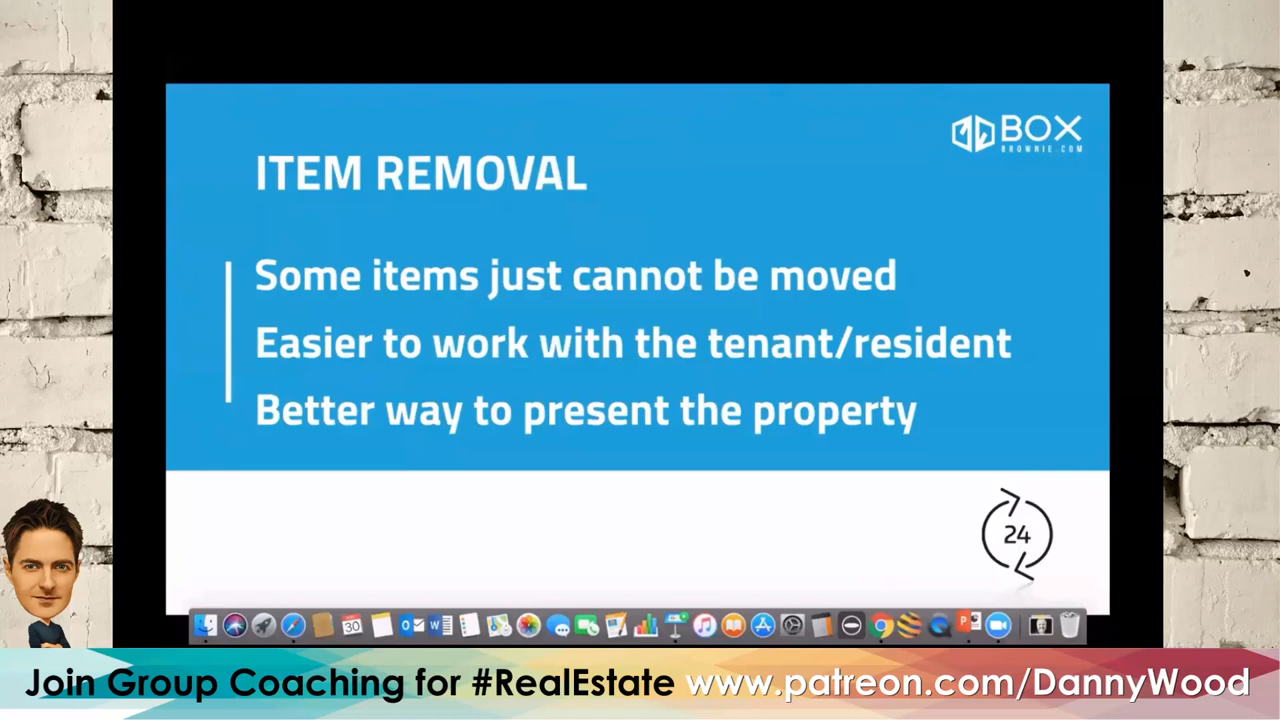 BOX
BROWNIE.COM
ITEM REMOVAL
Some items just cannot be moved
Easier to work with the tenant/resident
Better way to present the property
24
30
Join Group Coaching for #RealEstate www.patreon.com/DannyWood